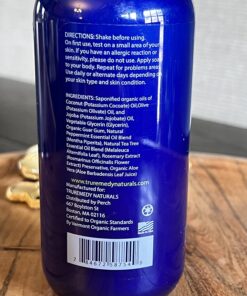 DIRECTIONS: Shake before using.
On first use, test on a small area of your
skin. If you have an allergic reaction or
sensitivity, please do not use. Apply soap
to your body. Repeat for problems areas.
Use daily or alternate days depending on
your skin type and skin condition.
INGREDIENTS: Saponified organic oils of
Coconut (Potassium Cocoate) Oil, Olive
(Potassium Olivate) Oil, and
Jojoba (Potassium Jojobate) Oil,
Vegetable Glycerin (Glycerin),
Organic Guar Gum, Natural
Peppermint Essential Oil Blend
(Mentha Piperita), Natural Tea Tree
Essential Oil Blend (Melaleuca
Alternifolia Leaf), Rosemary Extract
(Rosmarinus Officinalis Leaf Extract),
Preservative, Organic Aloe
Vera (Aloe Barbadensis Leaf Juice)
www.truremedynaturals.com
Manufactured for:
TRUREMEDY NATURALS
Distributed by Perch
667 Boylston St
Boston, MA 02116
Certified to Organic Standards
By Vermont Organic Farmers